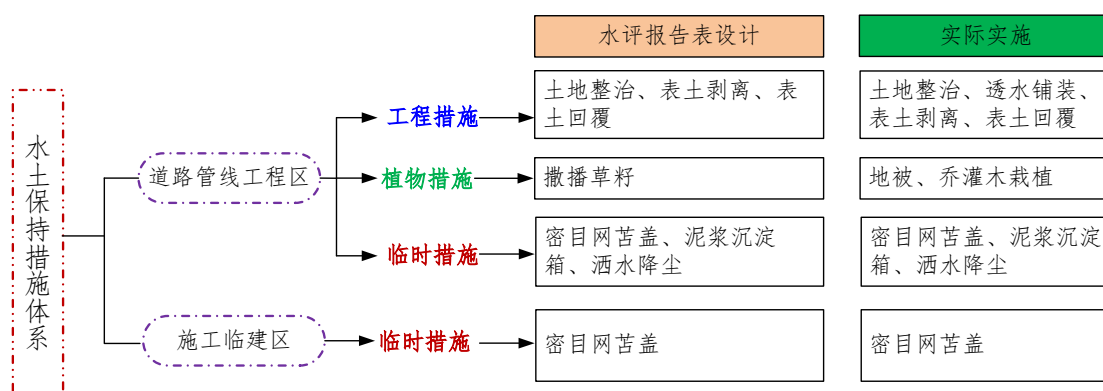 水评报告表设计
实际实施
水土保持措施体系
道路管线工程区
工程措施
土地整治、表土剥离、表
土回覆
土地整治、透水铺装、
表土剥离、表土回覆
植物措施
撒播草籽
地被、乔灌木栽植
临时措施
密目网苫盖、泥浆沉淀
箱、洒水降尘
密目网苫盖、泥浆沉淀
箱、洒水降尘
施工临建区
临时措施
密目网苫盖
密目网苫盖